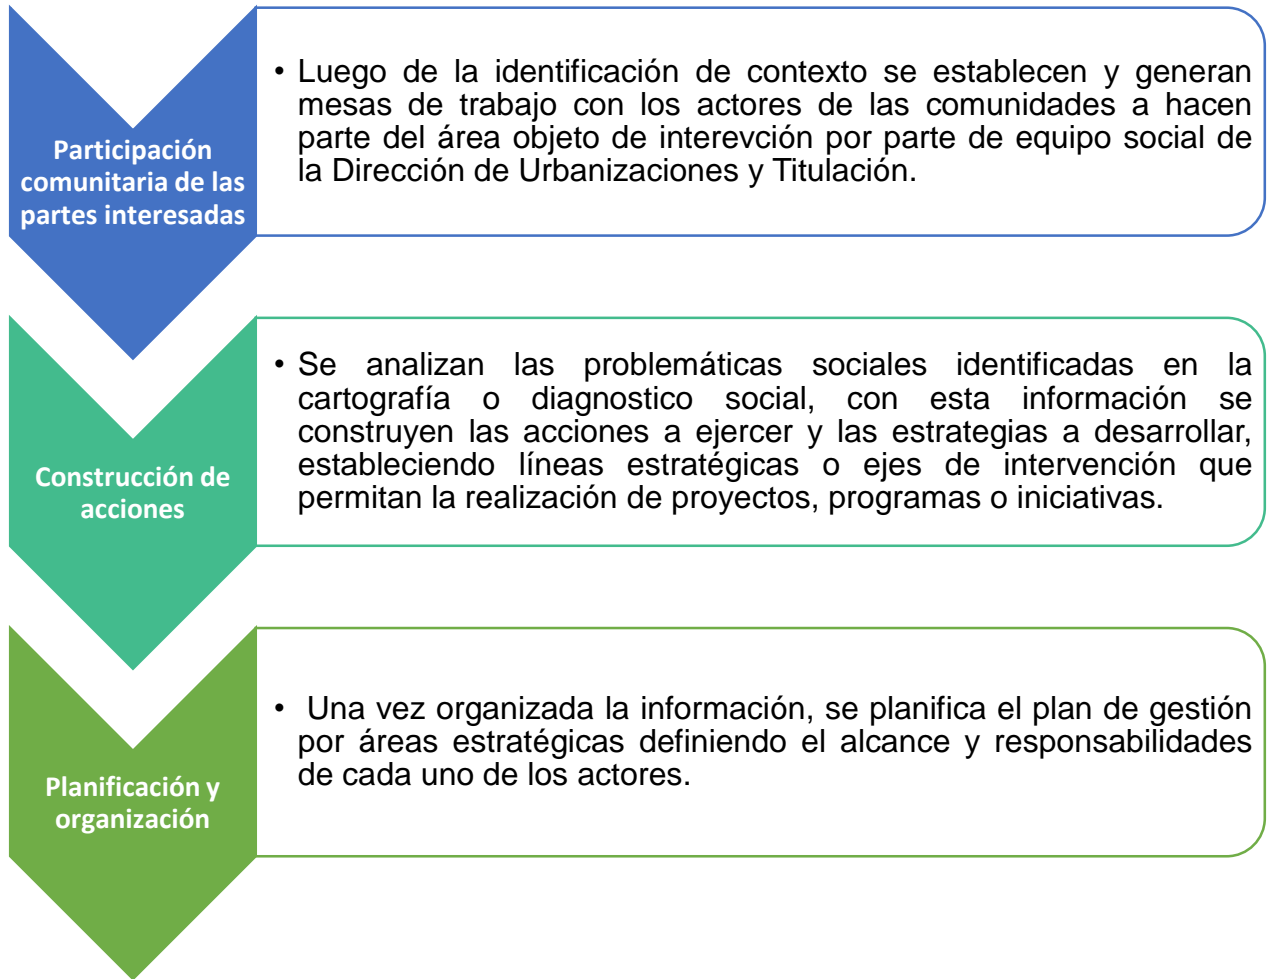 Participación
comunitaria de las
partes interesadas
• Luego de la identificación de contexto se establecen y generan
mesas de trabajo con los actores de las comunidades a hacen
parte del área objeto de interevción por parte de equipo social de
la Dirección de Urbanizaciones y Titulación.
Construcción de
acciones
• Se analizan las problemáticas sociales identificadas en la
cartografía o diagnostico social, con esta información se
construyen las acciones a ejercer y las estrategias a desarrollar,
estableciendo líneas estratégicas o ejes de intervención que
permitan la realización de proyectos, programas o iniciativas.
Planificación y
organización
• Una vez organizada la información, se planifica el plan de gestión
por áreas estratégicas definiendo el alcance y responsabilidades
de cada uno de los actores.